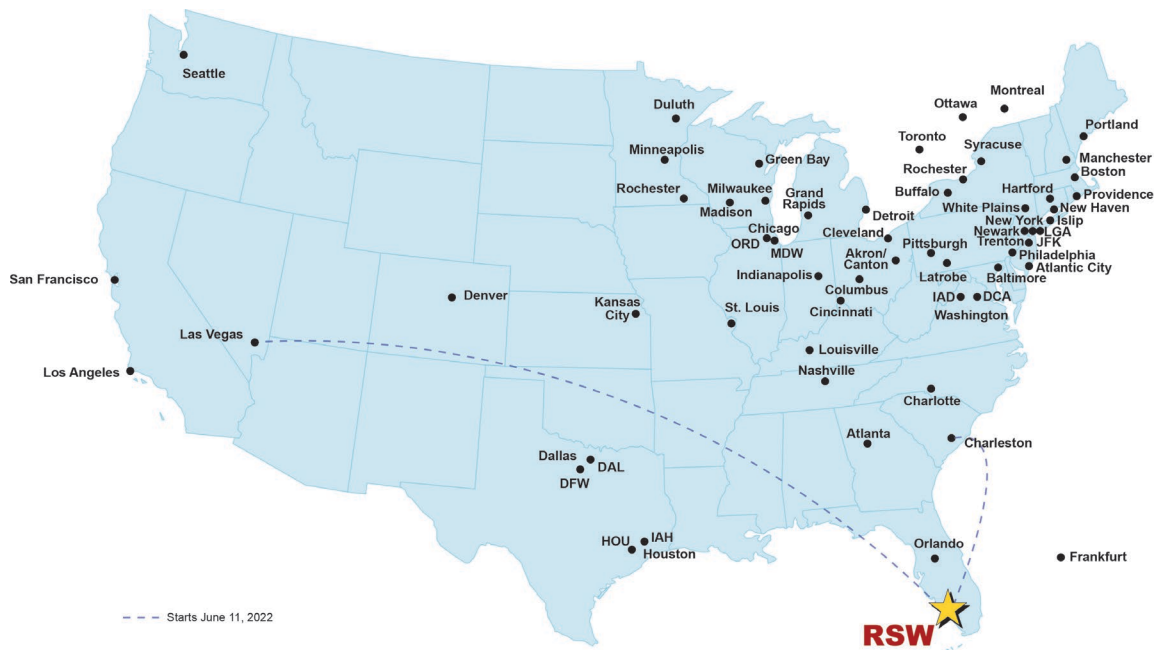 Seattle
Duluth
Minneapolis
Rochester
Green Bay
Milwaukee
Madison
Grand
Rapids
Chicago
ORD
MDW
Detroit
Cleveland
Akron/
Canton
Columbus
Cincinnati
Indianapolis
Montreal
Ottawa
Toronto
Syracuse
Rochester
Buffalo
Portland
Manchester
Boston
Providence
Hartford
New Haven
White Plains
Islip
New York
LGA
Newark
JFK
Trenton
Philadelphia
Atlantic City
Pittsburgh
Latrobe
Baltimore
IAD
DCA
Washington
San Francisco
Las Vegas
Los Angeles
Denver
Kansas
City
St. Louis
Louisville
Nashville
Charlotte
Charleston
Atlanta
Dallas
DAL
DFW
HOU
IAH
Houston
Orlando
Frankfurt
RSW
Starts June 11, 2022